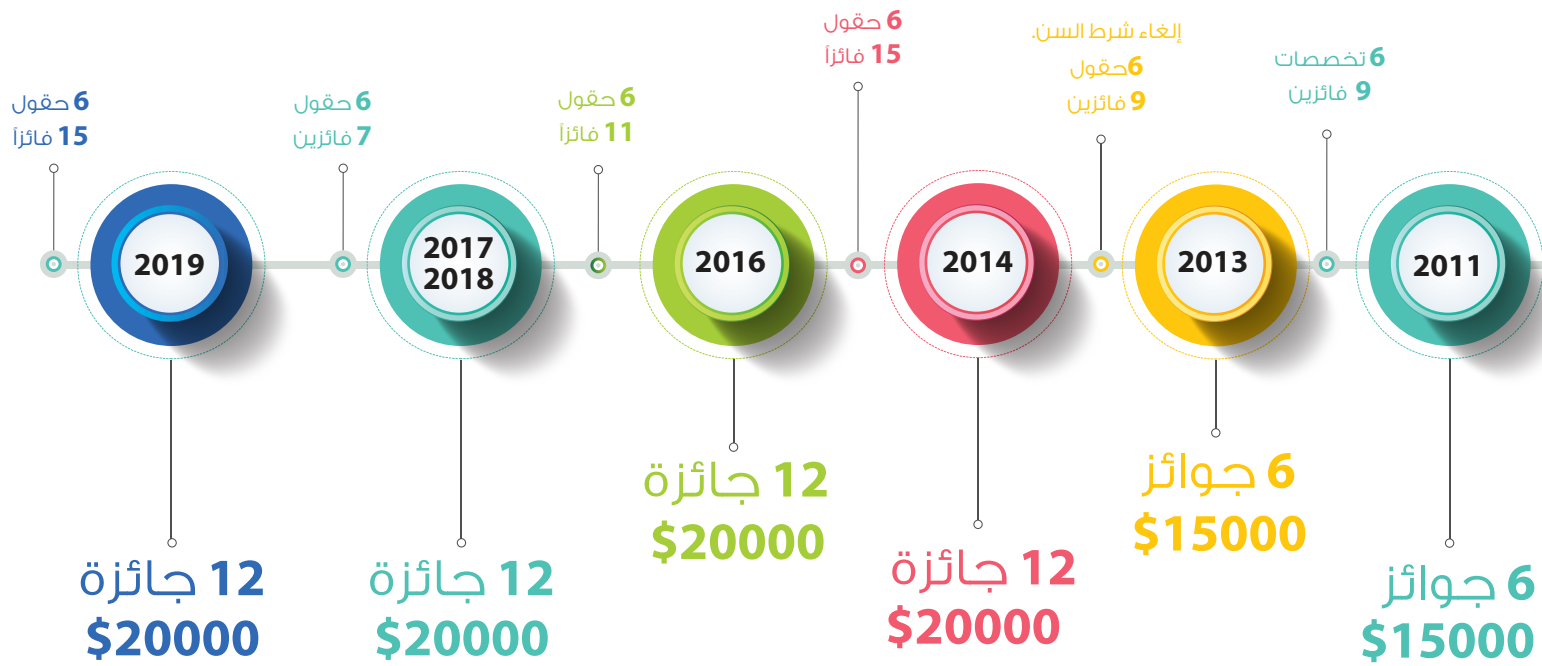 6 تخصصات
9 فائزين
2011
6 جوائز
$15000
إلغاء شرط السن.
6حقول
9 فائزين
2013
6 جوائز
$15000
6 حقول
15 فائزاً
2014
12 جائزة
$20000
6 حقول
11 فائزاً
2016
12 جائزة
$20000
6 حقول
7 فائزين
2017
2018
12 جائزة
$20000
6 حقول
15 فائزاً
2019
12 جائزة
$20000